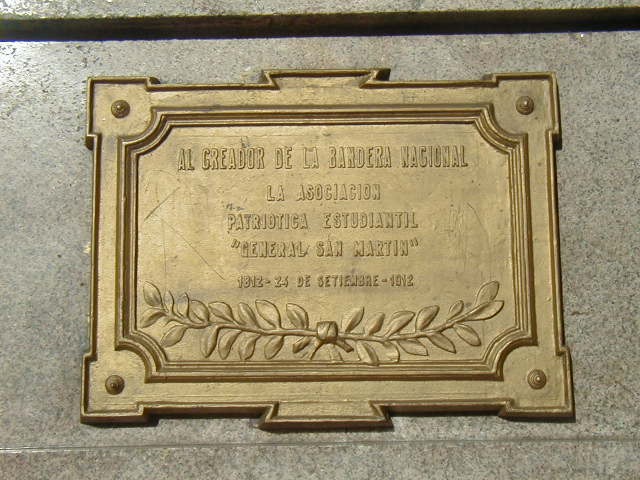 AL CREADOR DE LA BANDERA NACIONAL
LA ASOCIACION
PATRIOTICA ESTUDIANTIL
"GENERAL SAN MARTIN"
1812-24 DE SETIEMBRE-1912